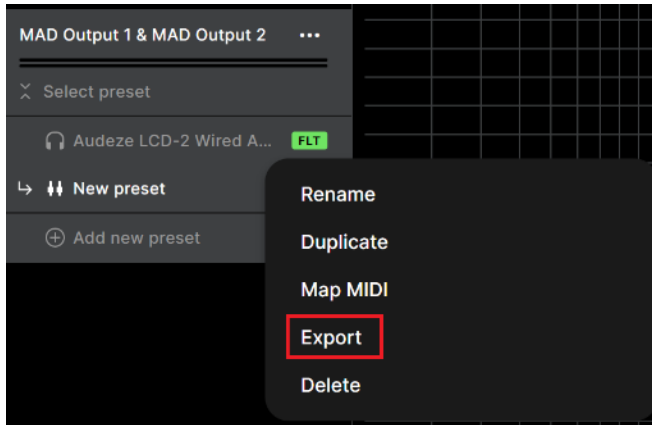 MAD Output 1 & MAD Output 2
Select preset
Audeze LCD-2 Wired A... FLT
New preset
Add new preset
Rename
Duplicate
Map MIDI
Export
Delete